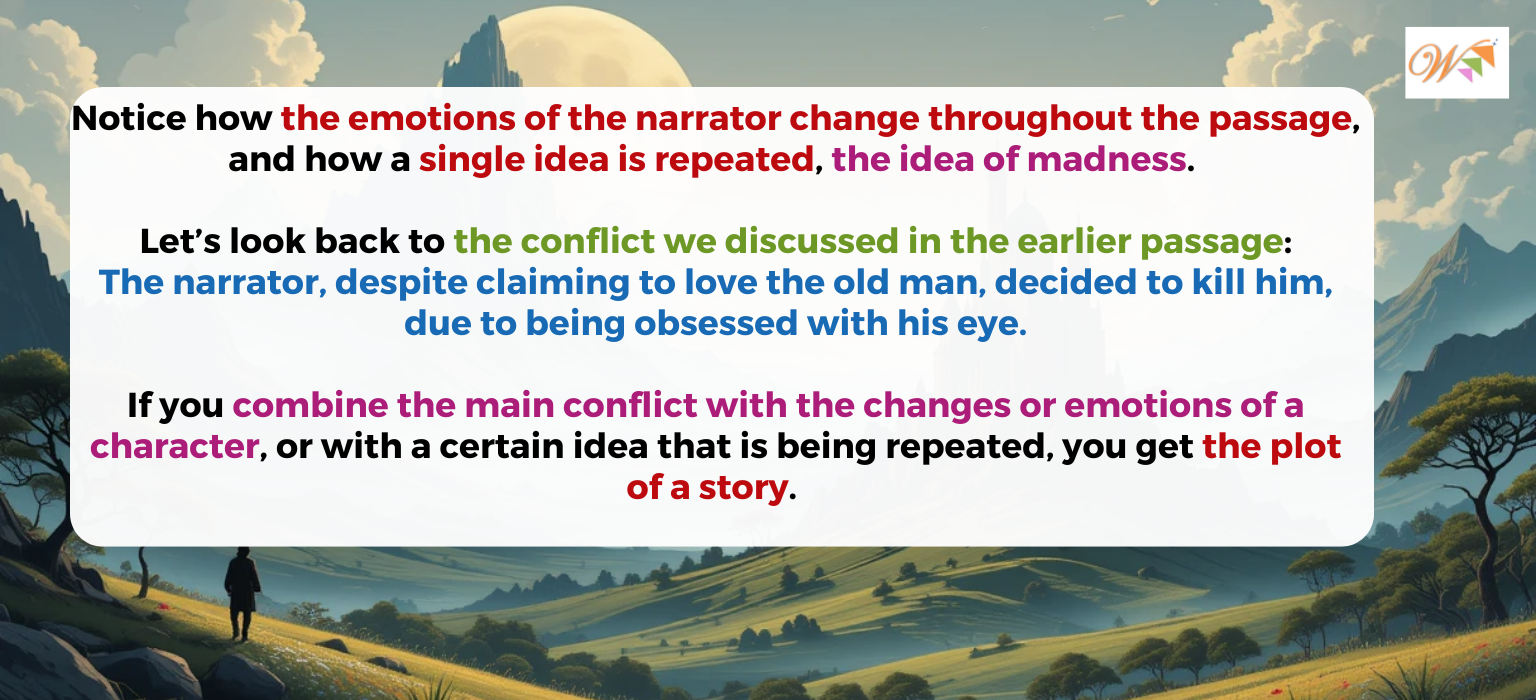 Notice how the emotions of the narrator change throughout the passage,
and how a single idea is repeated, the idea of madness.
Let’s look back to the conflict we discussed in the earlier passage:
The narrator, despite claiming to love the old man, decided to kill him,
due to being obsessed with his eye.
If you combine the main conflict with the changes or emotions of a
character, or with a certain idea that is being repeated, you get the plot
of a story.
W